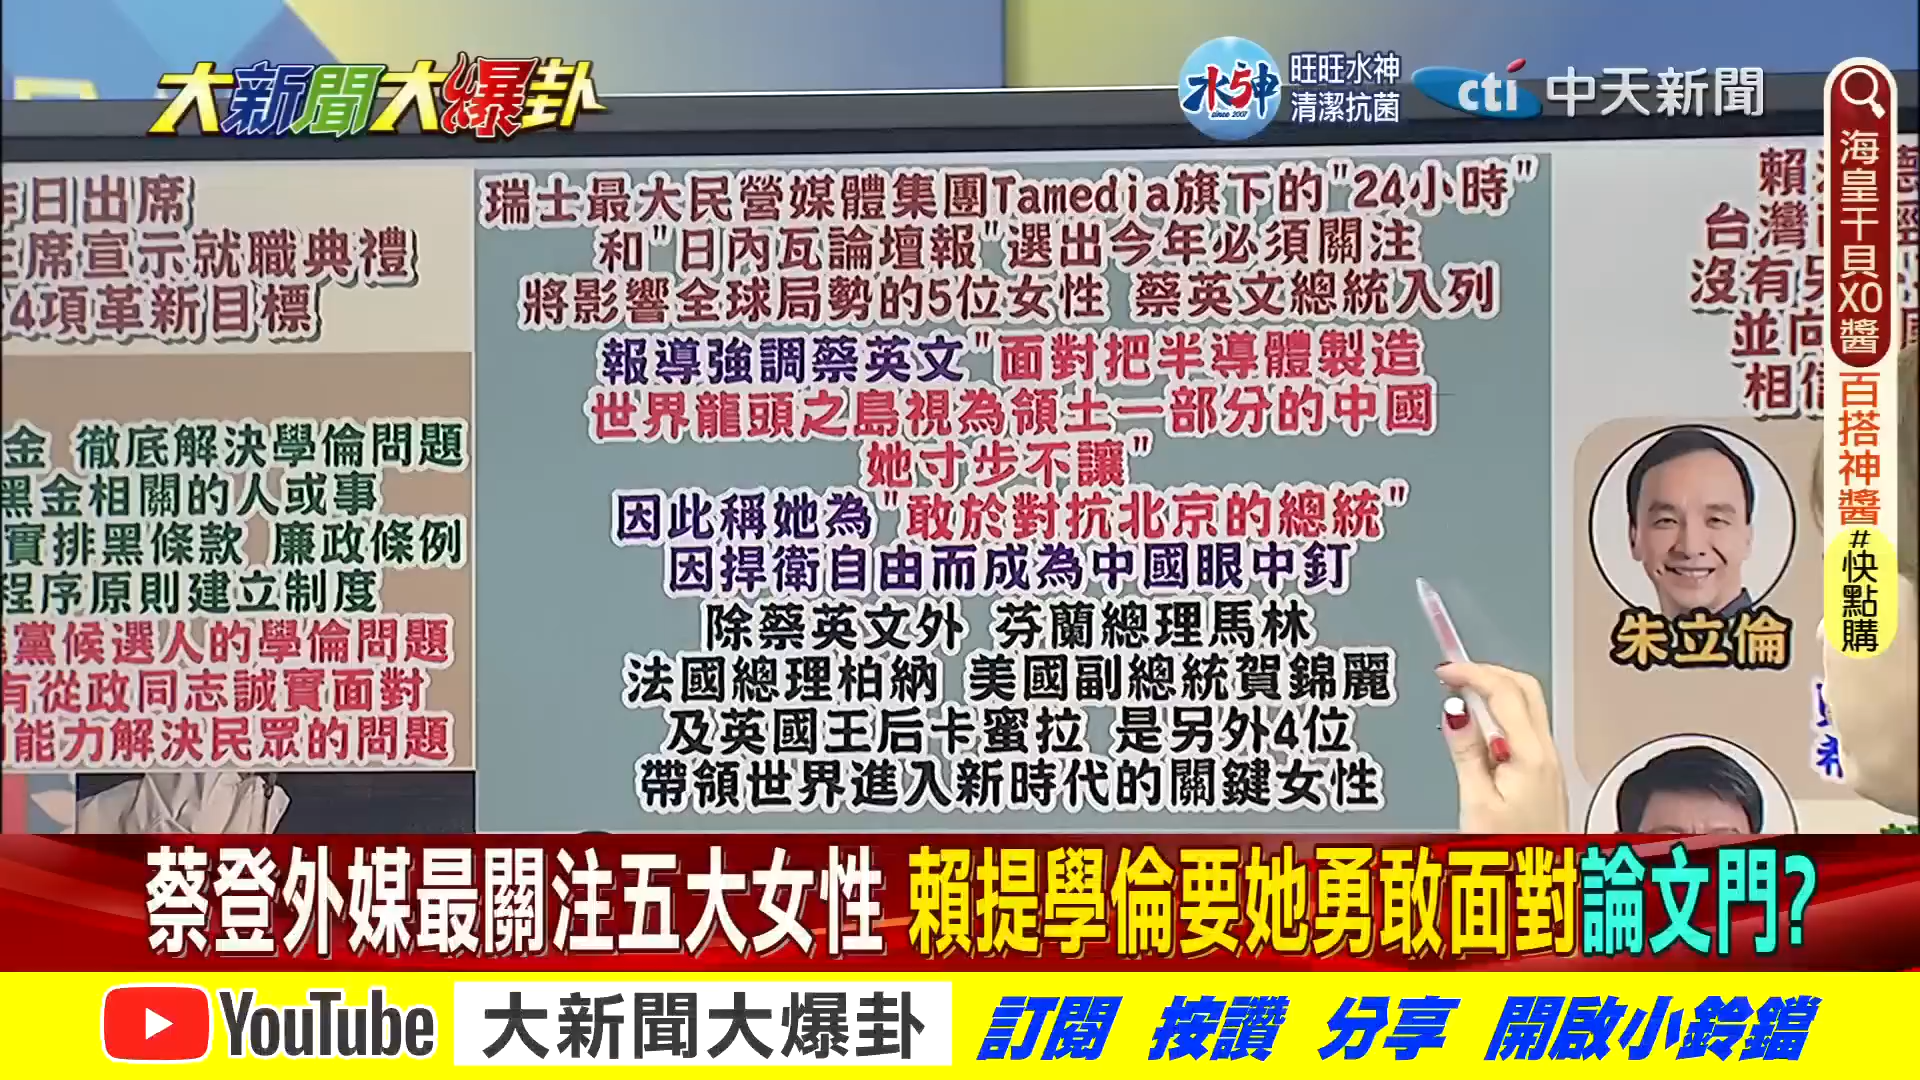 大新聞大爆卦
水神
since 2007
旺旺水神
清潔抗菌
cti 中天新聞
海皇干貝XO醬
百搭神醬
#快點購
日出席
主席宣示就職典禮
4項革新目標
金 徹底解決學倫問題
黑金相關的人或事
實排黑條款 廉政條例
程序原則建立制度
黨候選人的學倫問題
有從政同志誠實面對
能力解決民眾的問題
瑞士最大民營媒體集團Tamedia旗下的"24小時"
和"日內瓦論壇報"選出今年必須關注
將影響全球局勢的5位女性 蔡英文總統入列
報導強調蔡英文"面對把半導體製造
世界龍頭之島視為領土一部分的中國
她寸步不讓"
因此稱她為"敢於對抗北京的總統"
因捍衛自由而成為中國眼中釘
除蔡英文外 芬蘭總理馬林
法國總理柏納 美國副總統賀錦麗
及英國王后卡蜜拉 是另外4位
帶領世界進入新時代的關鍵女性
賴
台灣
沒有
並向
相信
朱立倫
蔡登外媒最關注五大女性 賴提學倫要她勇敢面對論文門?
YouTube 大新聞大爆卦 訂閱 按讚 分享 開啟小鈴鐺